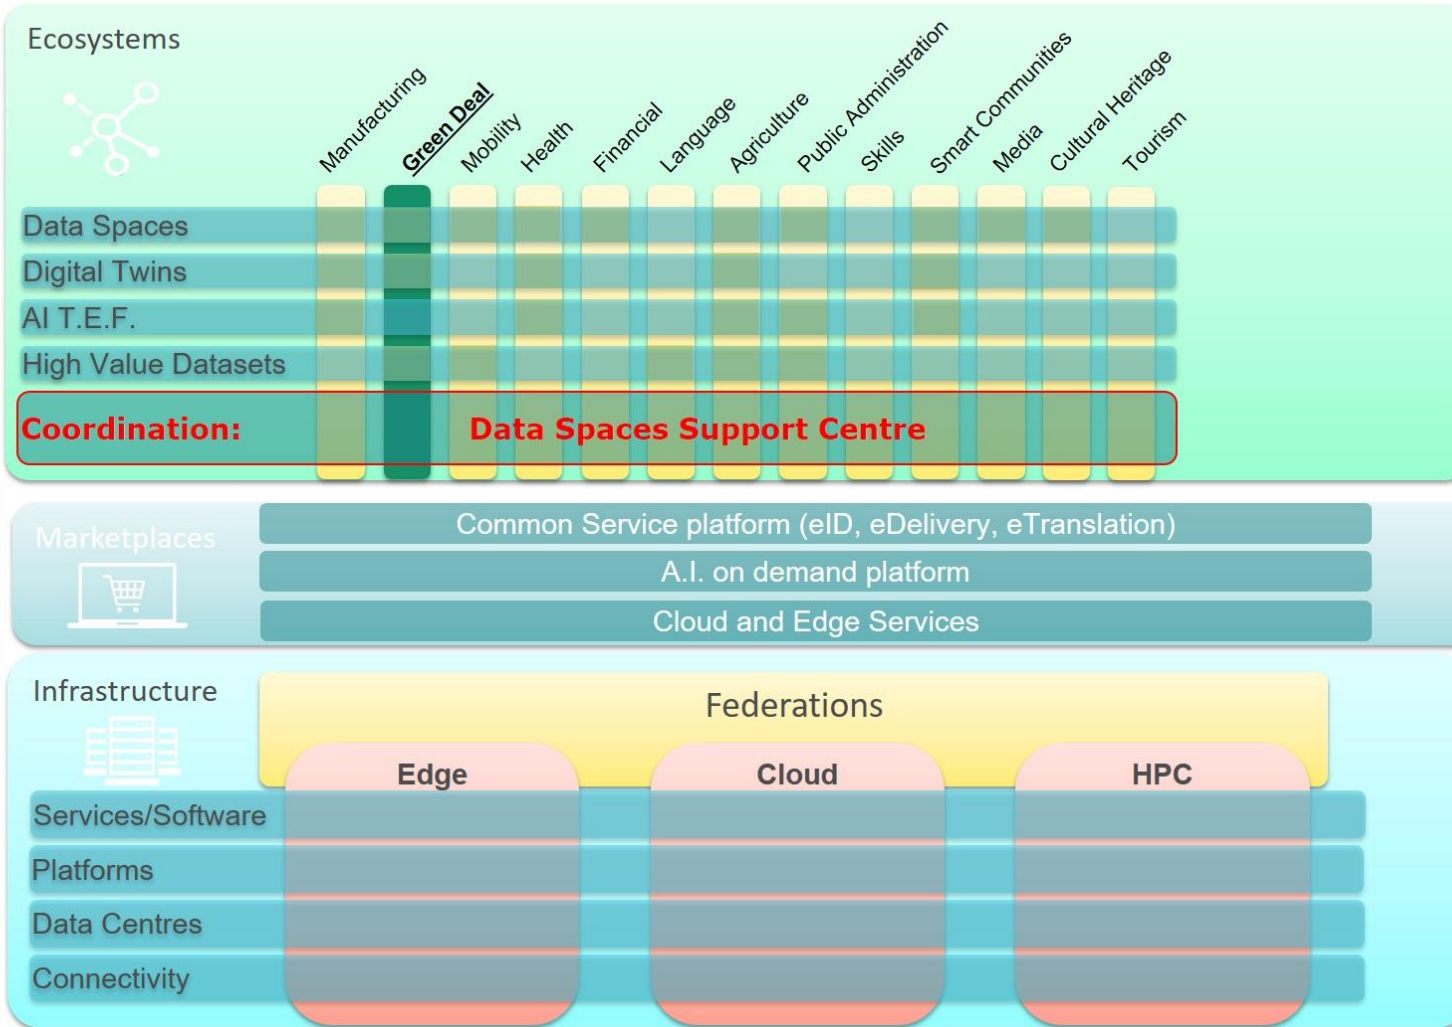 Ecosystems
Manufacturing
Green Deal
Mobility
Health
Financial
Language
Agriculture
Public Administration
Skills
Smart Communities
Media
Cultural Heritage
Tourism
Data Spaces
Digital Twins
AI T.E.F.
High Value Datasets
Coordination: Data Spaces Support Centre
Marketplaces
Common Service platform (eID, eDelivery, eTranslation)
A.I. on demand platform
Cloud and Edge Services
Infrastructure
Federations
Edge Cloud HPC
Services/Software
Platforms
Data Centres
Connectivity